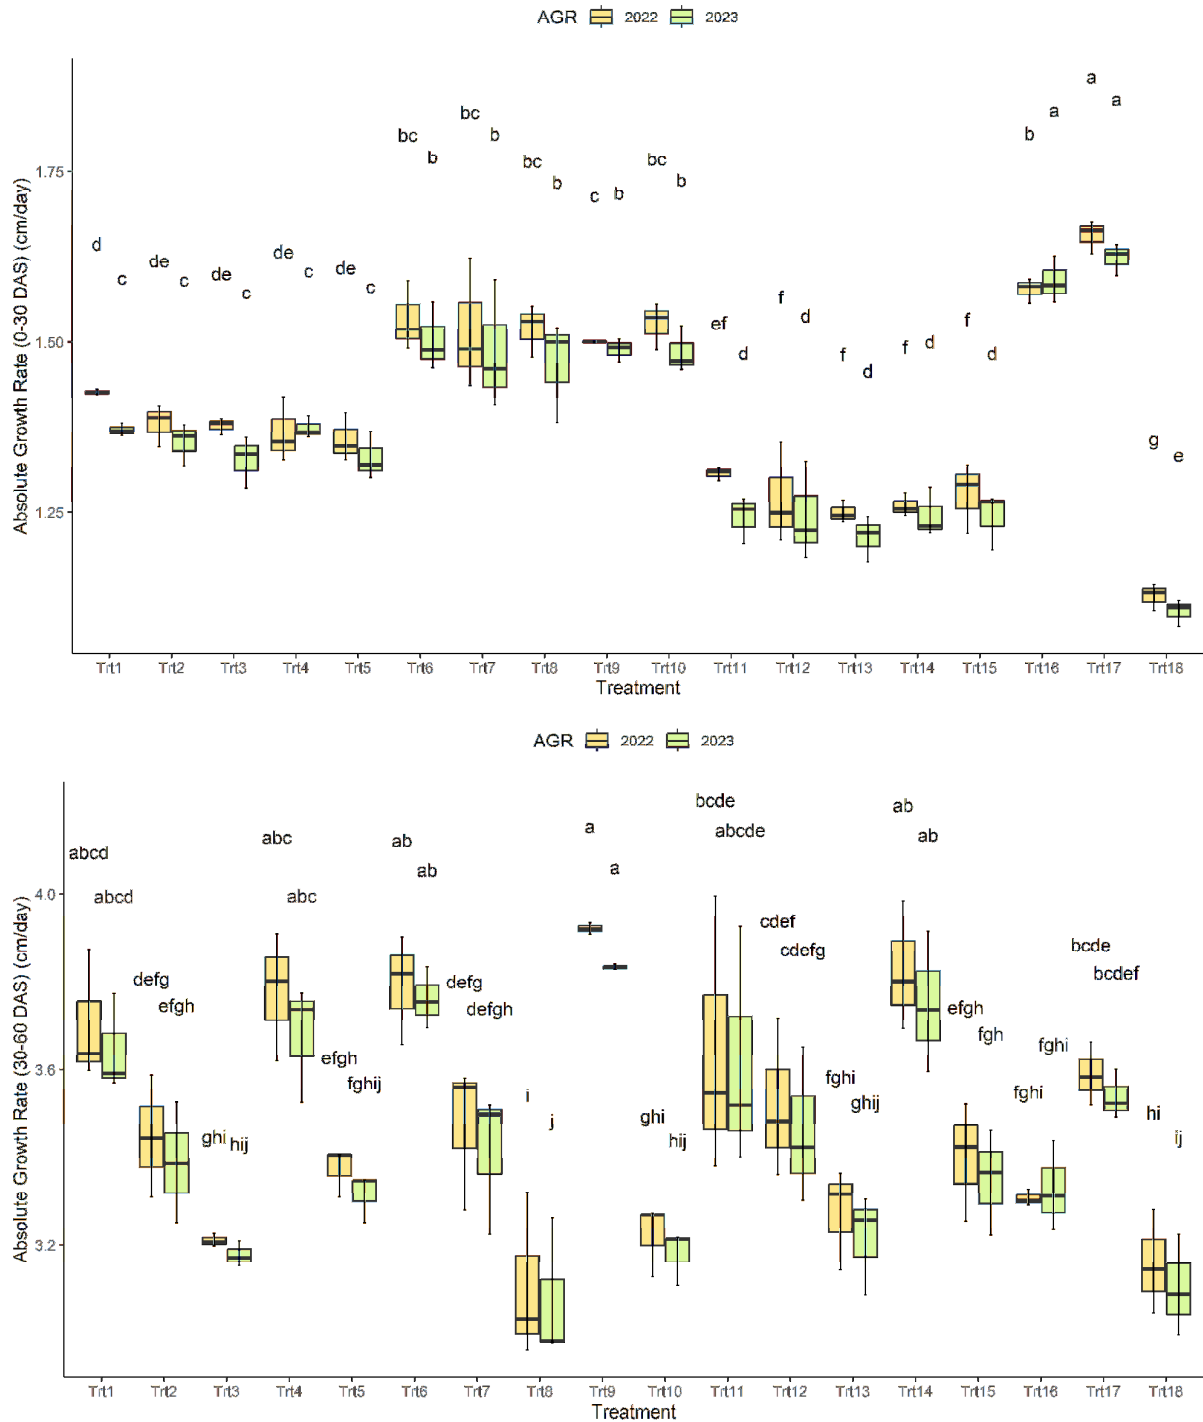 AGR 2022 2023
Absolute Growth Rate (0-30 DAS) (cm/day)
1.75
1.50
1.25
a
a
a
b
bc
bc
b
b
bc
bc
b
b
c
b
d
c
de
c
de
c
de
c
de
c
ef
d
f
d
f
d
f
d
f
d
g
e
Trt1 Trt2 Trt3 Trt4 Trt5 Trt6 Trt7 Trt8 Trt9 Trt10 Trt11 Trt12 Trt13 Trt14 Trt15 Trt16 Trt17 Trt18
Treatment
AGR 2022 2023
Absolute Growth Rate (30-60 DAS) (cm/day)
4.0
3.6
3.2
abcd
abcd
defg
efgh
ghi
hij
abc
abc
efgh
fghij
ab
ab
defg
defgh
i
j
a
a
ghi
hij
bcde
abcde
cdef
cdefg
fghi
ghij
ab
ab
efgh
fgh
fghi
fghi
bcde
bcdef
hi
ij
Trt1 Trt2 Trt3 Trt4 Trt5 Trt6 Trt7 Trt8 Trt9 Trt10 Trt11 Trt12 Trt13 Trt14 Trt15 Trt16 Trt17 Trt18
Treatment